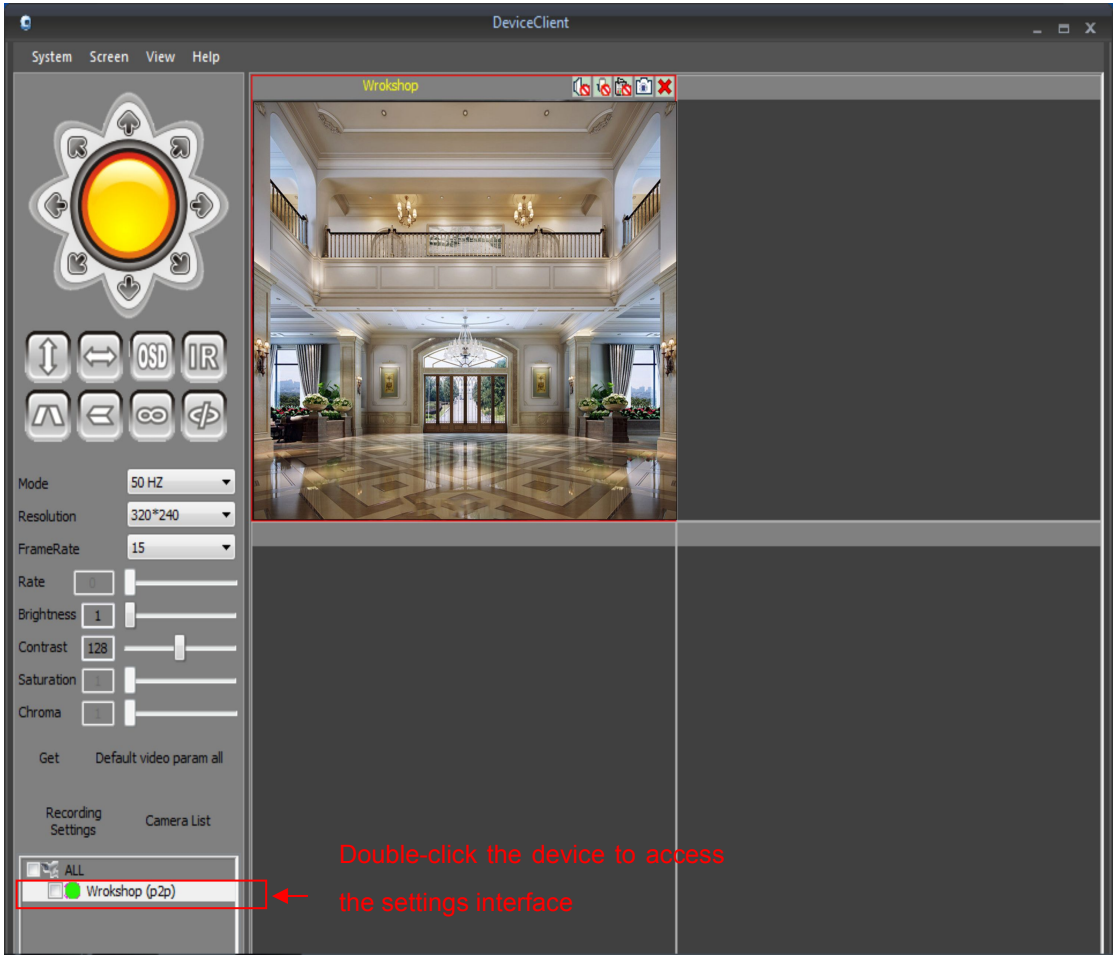 DeviceClient
System Screen View Help
Wrokshop
OSD IR
Mode 50 HZ
Resolution 320*240
FrameRate 15
Rate 0
Brightness 1
Contrast 128
Saturation 1
Chroma 1
Get Default video param all
Recording
Settings
Camera List
ALL
Wrokshop (p2p)
Double-click the device to access
the settings interface